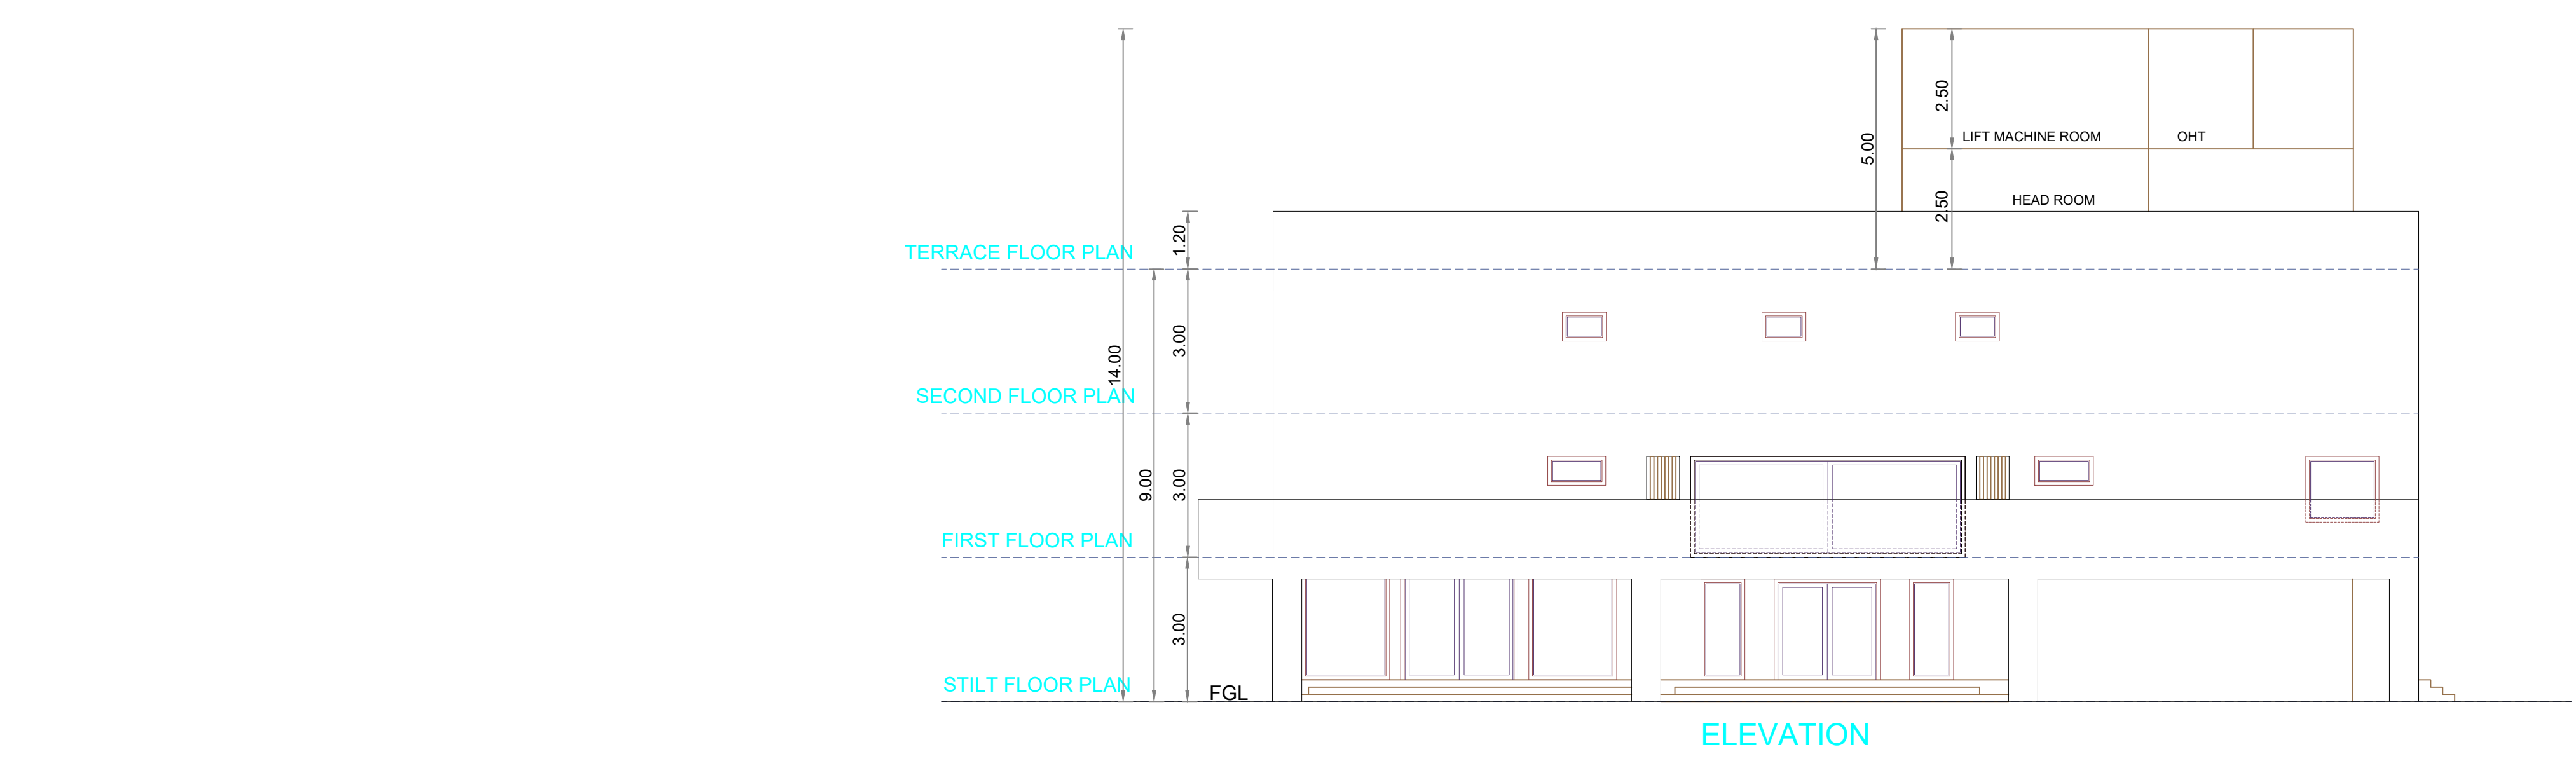 2.50
5.00
LIFT MACHINE ROOM
OHT
2.50
HEAD ROOM
1.20
TERRACE FLOOR PLAN
3.00
14.00
SECOND FLOOR PLAN
9.00
3.00
FIRST FLOOR PLAN
3.00
STILT FLOOR PLAN
FGL
ELEVATION